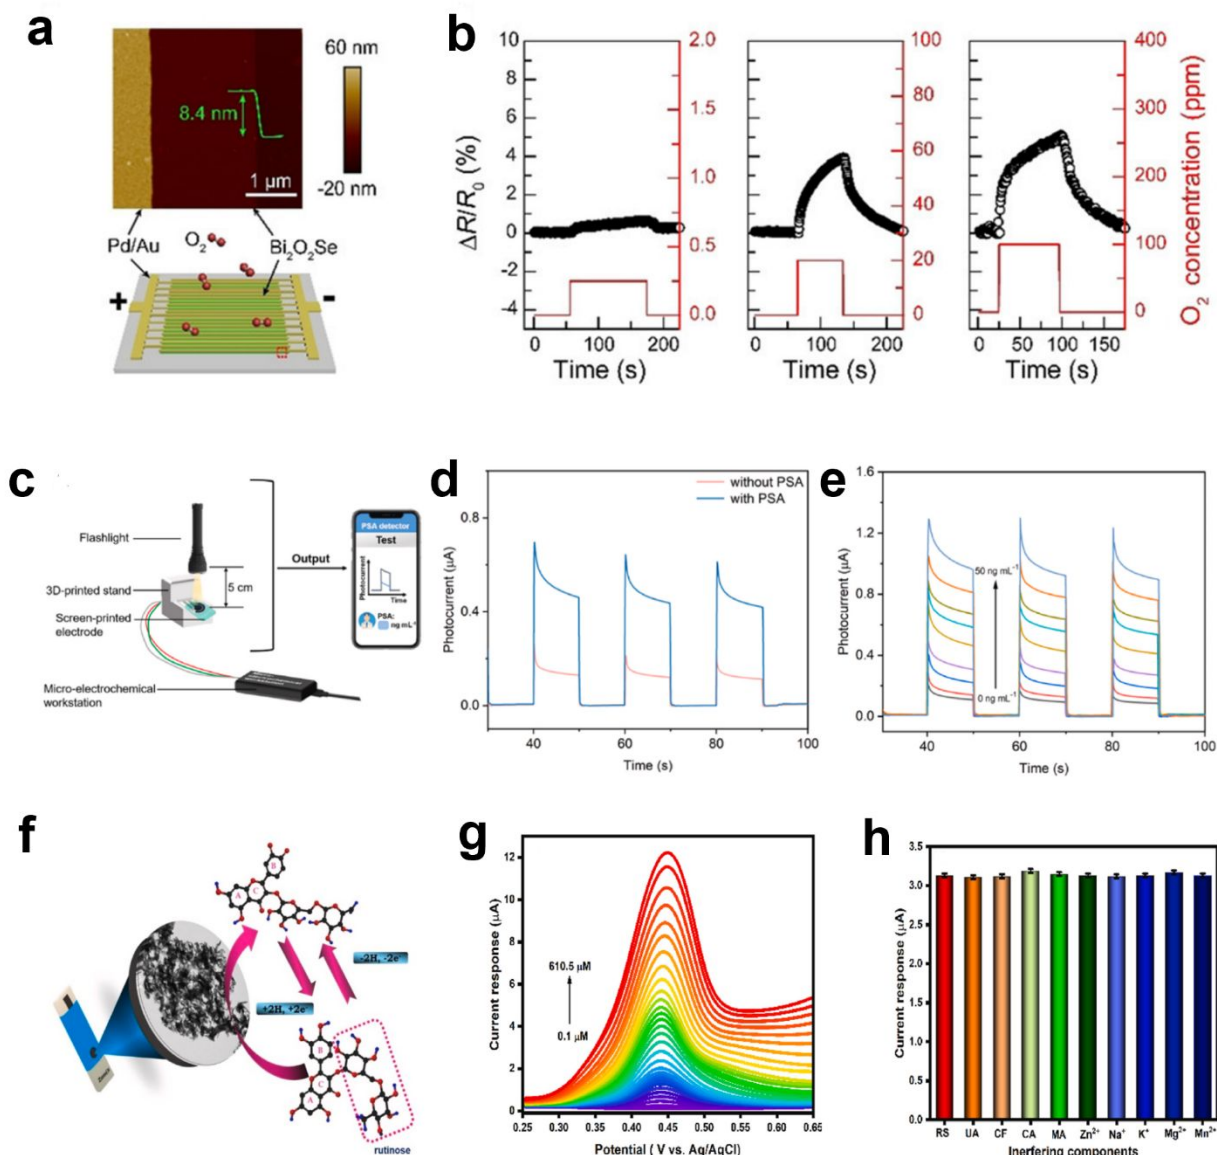 a
60 nm
8.4 nm
1 µm
-20 nm
Pd/Au
O₂
Bi₂O₂Se
+
-
b
ΔR/R₀ (%)
10
8
6
4
2
0
-2
-4
2.0
1.5
1.0
0.5
0.0
0 100 200
Time (s)
100
80
60
40
20
0
0 100 200
Time (s)
400
300
200
100
0
0 50 100 150
Time (s)
O₂ concentration (ppm)
c
Flashlight
3D-printed stand
5 cm
Screen-printed
electrode
Micro-electrochemical
workstation
Output
PSA detector
Test
Photocurrent
Time
PSA:
ng mL⁻¹
d
without PSA
with PSA
Photocurrent (µA)
0.8
0.4
0.0
40 60 80 100
Time (s)
e
Photocurrent (µA)
1.6
1.2
0.8
0.4
0.0
50 ng mL⁻¹
0 ng mL⁻¹
40 60 80 100
Time (s)
f
B
A
C
-2H, -2e⁻
+2H, +2e⁻
B
C
A
rutinose
g
Current response (µA)
12
10
8
6
4
2
0
610.5 µM
0.1 µM
0.25 0.30 0.35 0.40 0.45 0.50 0.55 0.60 0.65
Potential ( V vs. Ag/AgCl)
h
Current response (µA)
3.5
3.0
2.5
2.0
1.5
1.0
0.5
0.0
RS UA CF CA MA Zn²⁺ Na⁺ K⁺ Mg²⁺ Mn²⁺
Inerfering components